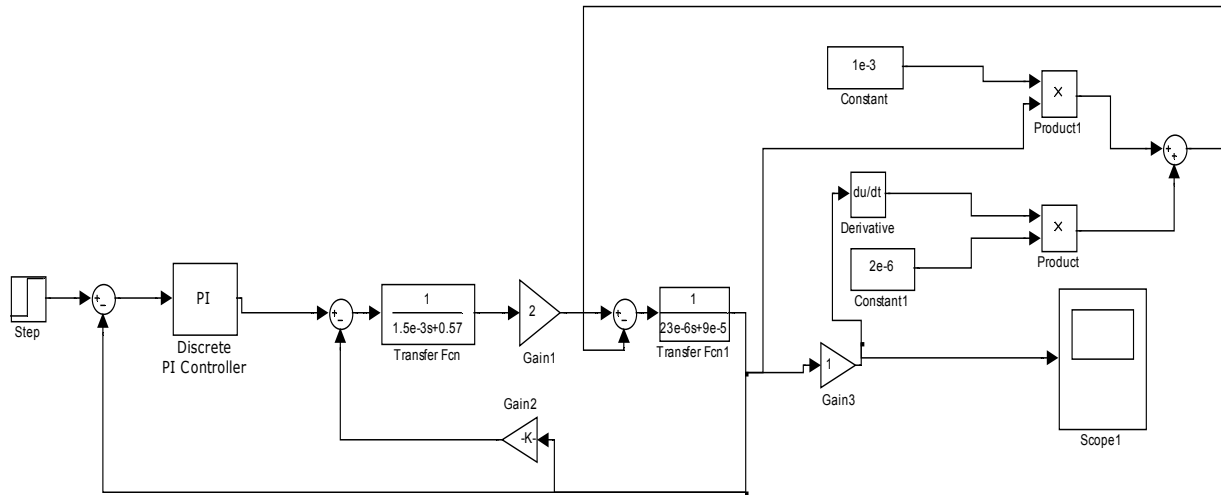 1e-3
Constant
X
Product1
+
+
du/dt
Derivative
X
Product
2e-6
Constant1
Step
+
-
PI
Discrete
PI Controller
+
-
1
1.5e-3s+0.57
Transfer Fcn
2
Gain1
+
-
1
23e-6s+9e-5
Transfer Fcn1
1
Gain3
Scope1
Gain2
-K-